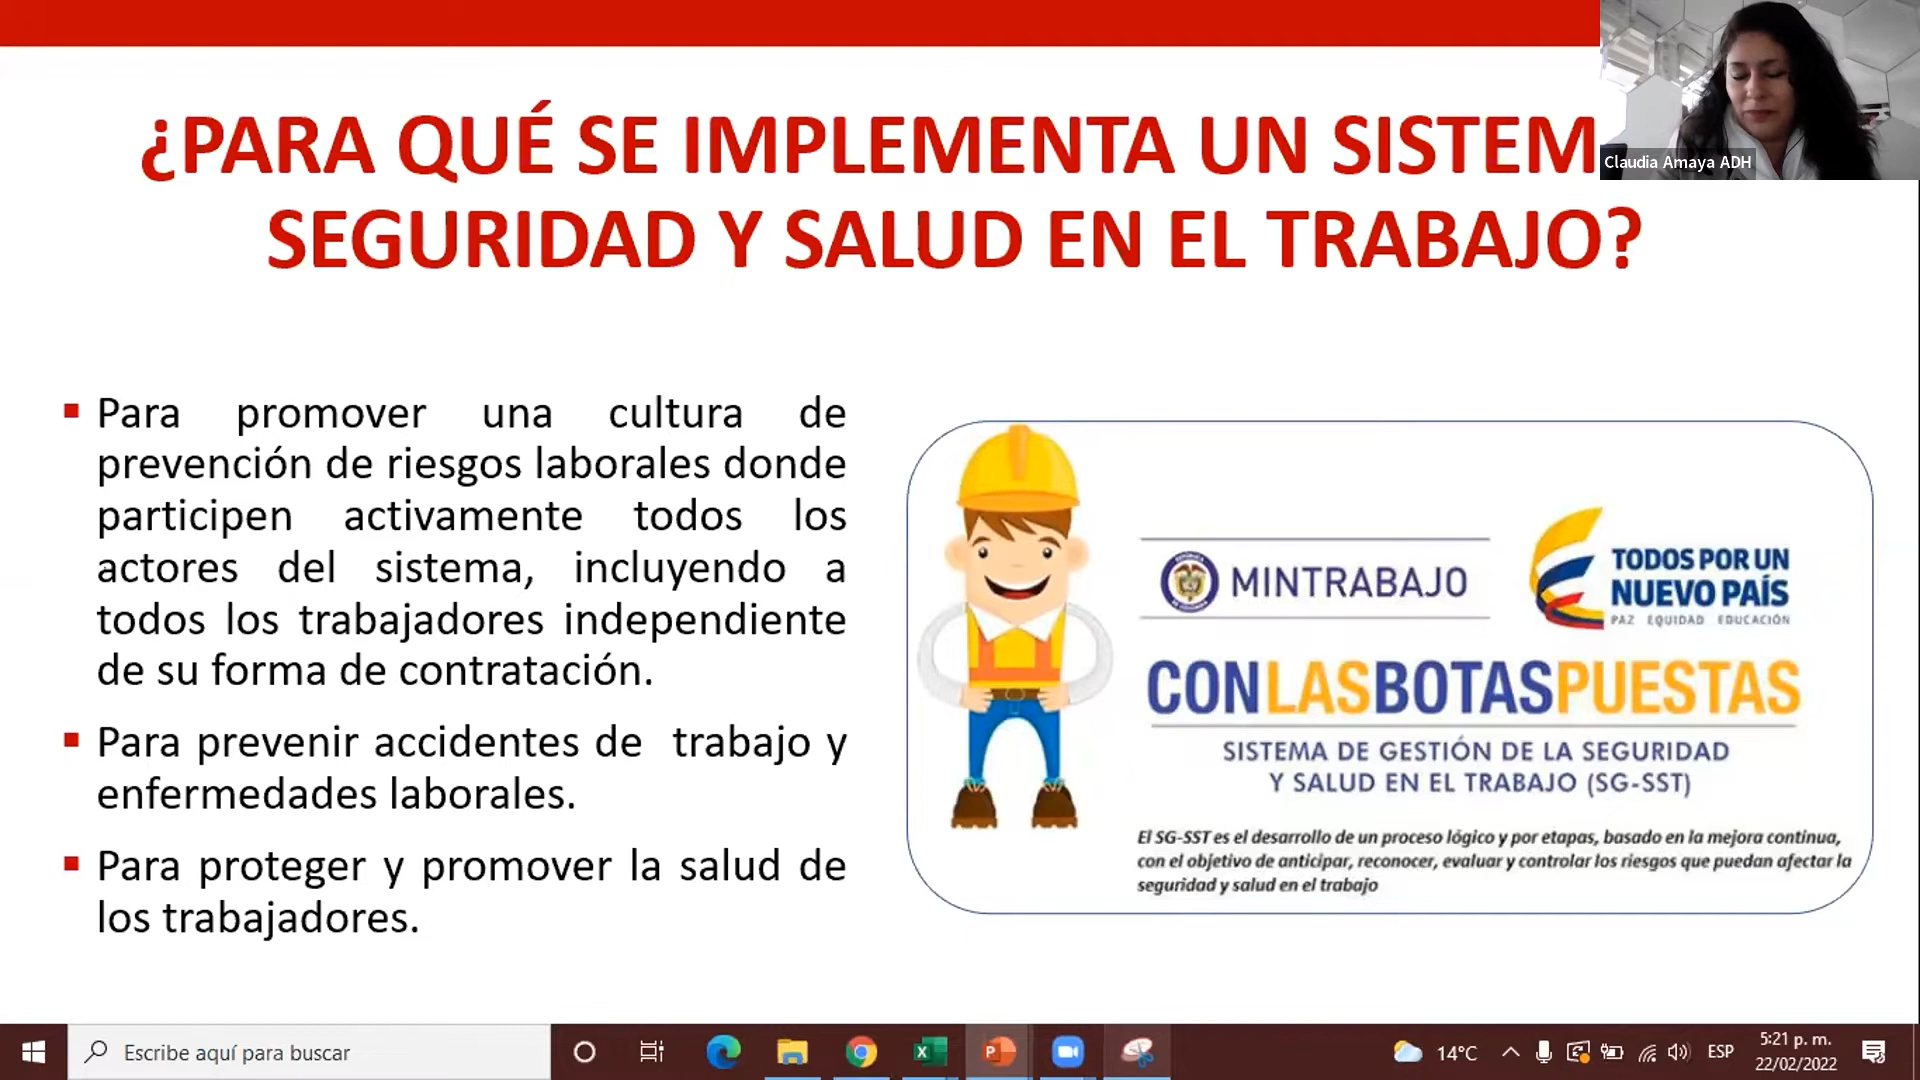 ¿PARA QUÉ SE IMPLEMENTA UN SISTEM
SEGURIDAD Y SALUD EN EL TRABAJO?
Claudia Amaya ADH
Para promover una cultura de
prevención de riesgos laborales donde
participen activamente todos los
actores del sistema, incluyendo a
todos los trabajadores independiente
de su forma de contratación.
Para prevenir accidentes de trabajo y
enfermedades laborales.
Para proteger y promover la salud de
los trabajadores.
MINTRABAJO
TODOS POR UN
NUEVO PAÍS
PAZ EQUIDAD EDUCACIÓN
CONLASBOTASPUESTAS
SISTEMA DE GESTIÓN DE LA SEGURIDAD
Y SALUD EN EL TRABAJO (SG-SST)
El SG-SST es el desarrollo de un proceso lógico y por etapas, basado en la mejora continua,
con el objetivo de anticipar, reconocer, evaluar y controlar los riesgos que puedan afectar la
seguridad y salud en el trabajo
Escribe aquí para buscar
14°C
ESP
5:21 p. m.
22/02/2022